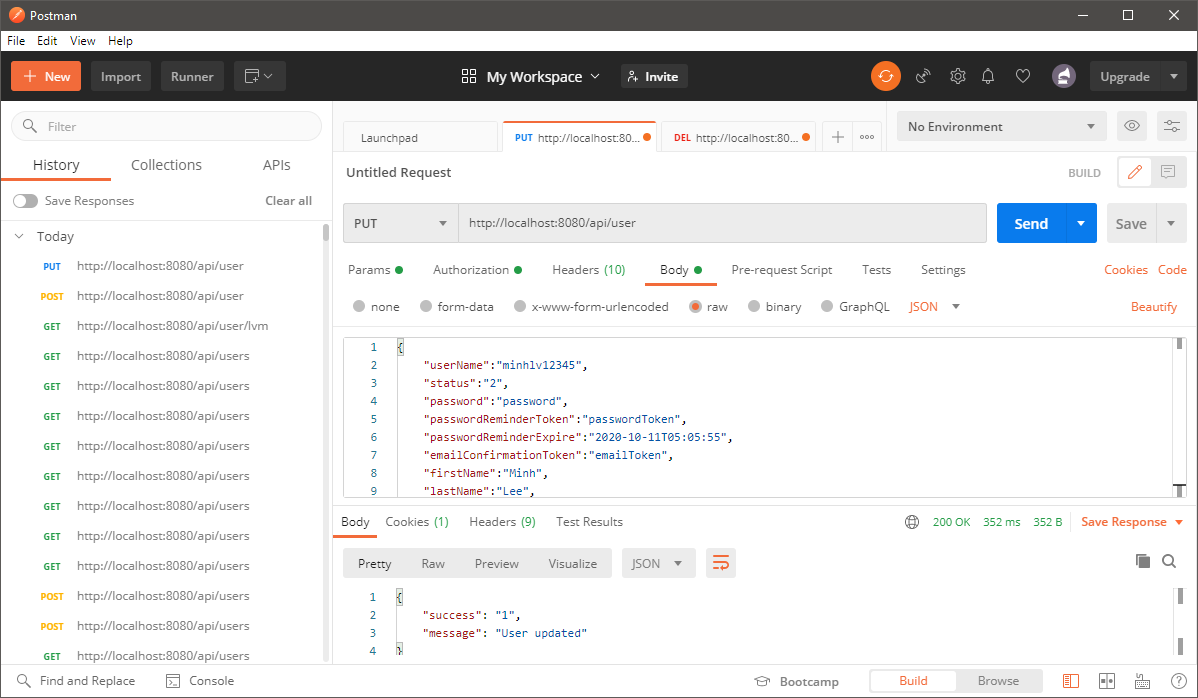 Postman
File Edit View Help
New Import Runner My Workspace Invite Upgrade
Filter
History Collections APIs
Save Responses Clear all
Today
PUT http://localhost:8080/api/user
POST http://localhost:8080/api/user
GET http://localhost:8080/api/user/lvm
GET http://localhost:8080/api/users
GET http://localhost:8080/api/users
GET http://localhost:8080/api/users
GET http://localhost:8080/api/users
GET http://localhost:8080/api/users
GET http://localhost:8080/api/users
GET http://localhost:8080/api/users
GET http://localhost:8080/api/users
POST http://localhost:8080/api/users
POST http://localhost:8080/api/users
GET http://localhost:8080/api/users
Launchpad PUT http://localhost:80... DEL http://localhost:80... No Environment
Untitled Request BUILD
PUT http://localhost:8080/api/user Send Save
Params Authorization Headers (10) Body Pre-request Script Tests Settings Cookies Code
none form-data x-www-form-urlencoded raw binary GraphQL JSON Beautify
1 {
2 "userName":"minhlv12345",
3 "status":"2",
4 "password":"password",
5 "passwordReminderToken":"passwordToken",
6 "passwordReminderExpire":"2020-10-11T05:05:55",
7 "emailConfirmationToken":"emailToken",
8 "firstName":"Minh",
9 "lastName":"Lee",
Body Cookies (1) Headers (9) Test Results 200 OK 352 ms 352 B Save Response
Pretty Raw Preview Visualize JSON
1 {
2 "success": "1",
3 "message": "User updated"
4 }
Find and Replace Console Bootcamp Build Browse